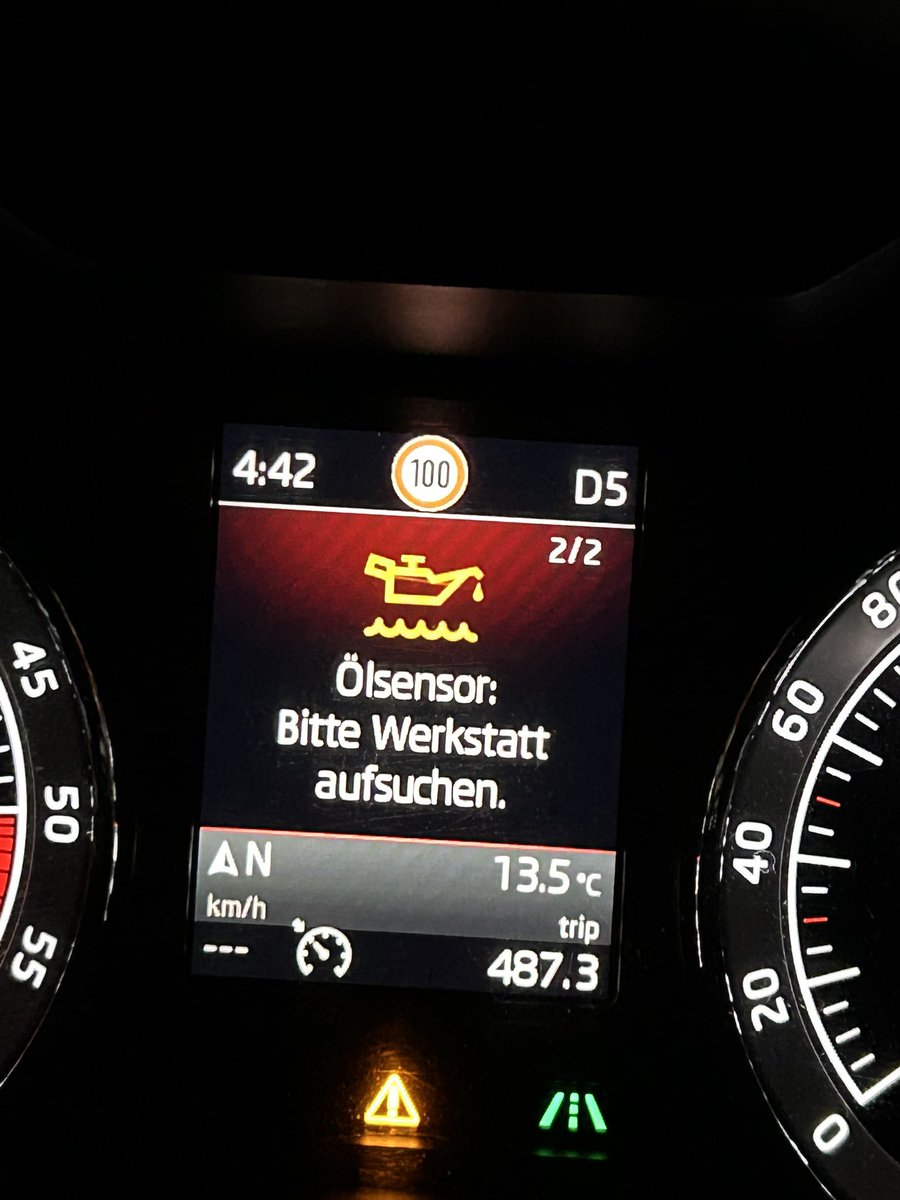 4:42 100 D5
2/2
Ölsensor:
Bitte Werkstatt
aufsuchen.
N 13.5 °C
km/h trip
--- 487.3
45
50
55
80
60
40
20
0